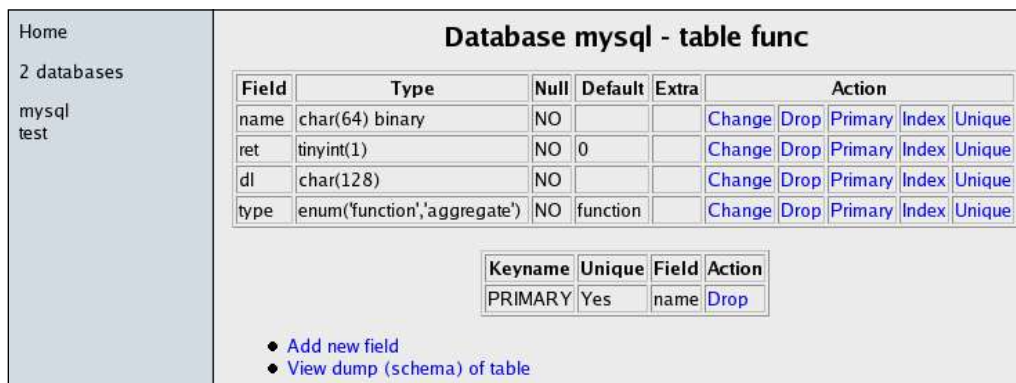 Home
2 databases
mysql
test
Database mysql - table func
Field Type Null Default Extra Action
name char(64) binary NO Change Drop Primary Index Unique
ret tinyint(1) NO 0 Change Drop Primary Index Unique
dl char(128) NO Change Drop Primary Index Unique
type enum('function','aggregate') NO function Change Drop Primary Index Unique
Keyname Unique Field Action
PRIMARY Yes name Drop
Add new field
View dump (schema) of table